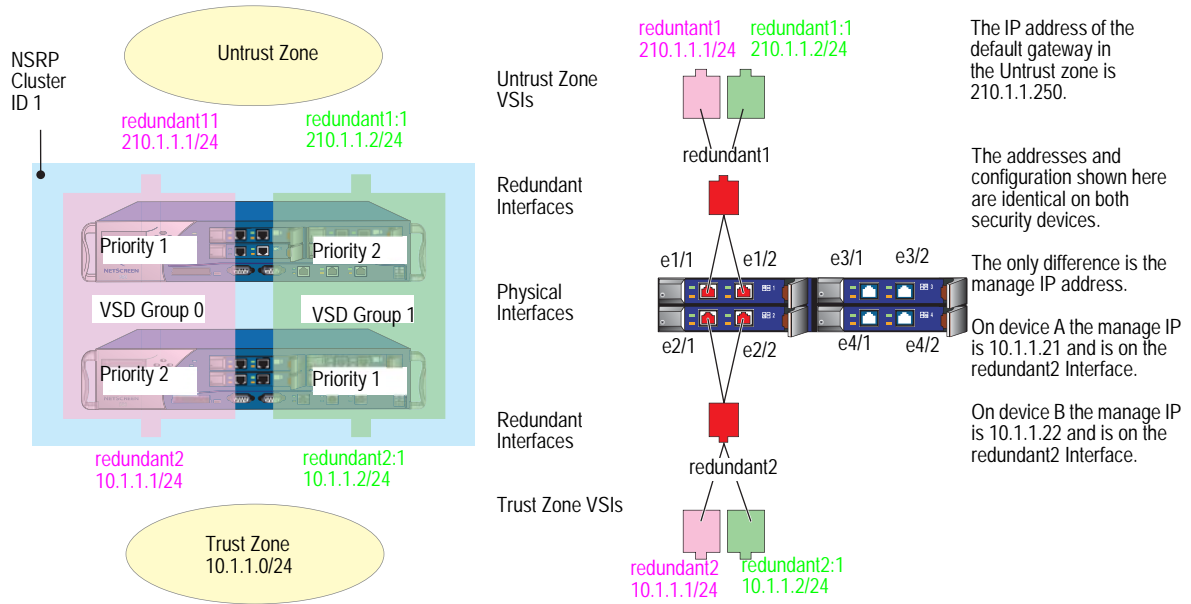 Untrust Zone
NSRP
Cluster
ID 1
redundant11
210.1.1.1/24
redundant1:1
210.1.1.2/24
Priority 1
Priority 2
NETSCREEN
VSD Group 0
VSD Group 1
Priority 2
Priority 1
redundant2
10.1.1.1/24
redundant2:1
10.1.1.2/24
Trust Zone
10.1.1.0/24
Untrust Zone
VSIs
Redundant
Interfaces
Physical
Interfaces
Redundant
Interfaces
Trust Zone VSIs
reduntant1
210.1.1.1/24
redundant1:1
210.1.1.2/24
redundant1
e1/1
e1/2
e3/1
e3/2
1
3
2
4
e2/1
e2/2
e4/1
e4/2
redundant2
redundant2
10.1.1.1/24
redundant2:1
10.1.1.2/24
The IP address of the
default gateway in
the Untrust zone is
210.1.1.250.
The addresses and
configuration shown here
are identical on both
security devices.
The only difference is the
manage IP address.
On device A the manage IP
is 10.1.1.21 and is on the
redundant2 Interface.
On device B the manage IP
is 10.1.1.22 and is on the
redundant2 Interface.